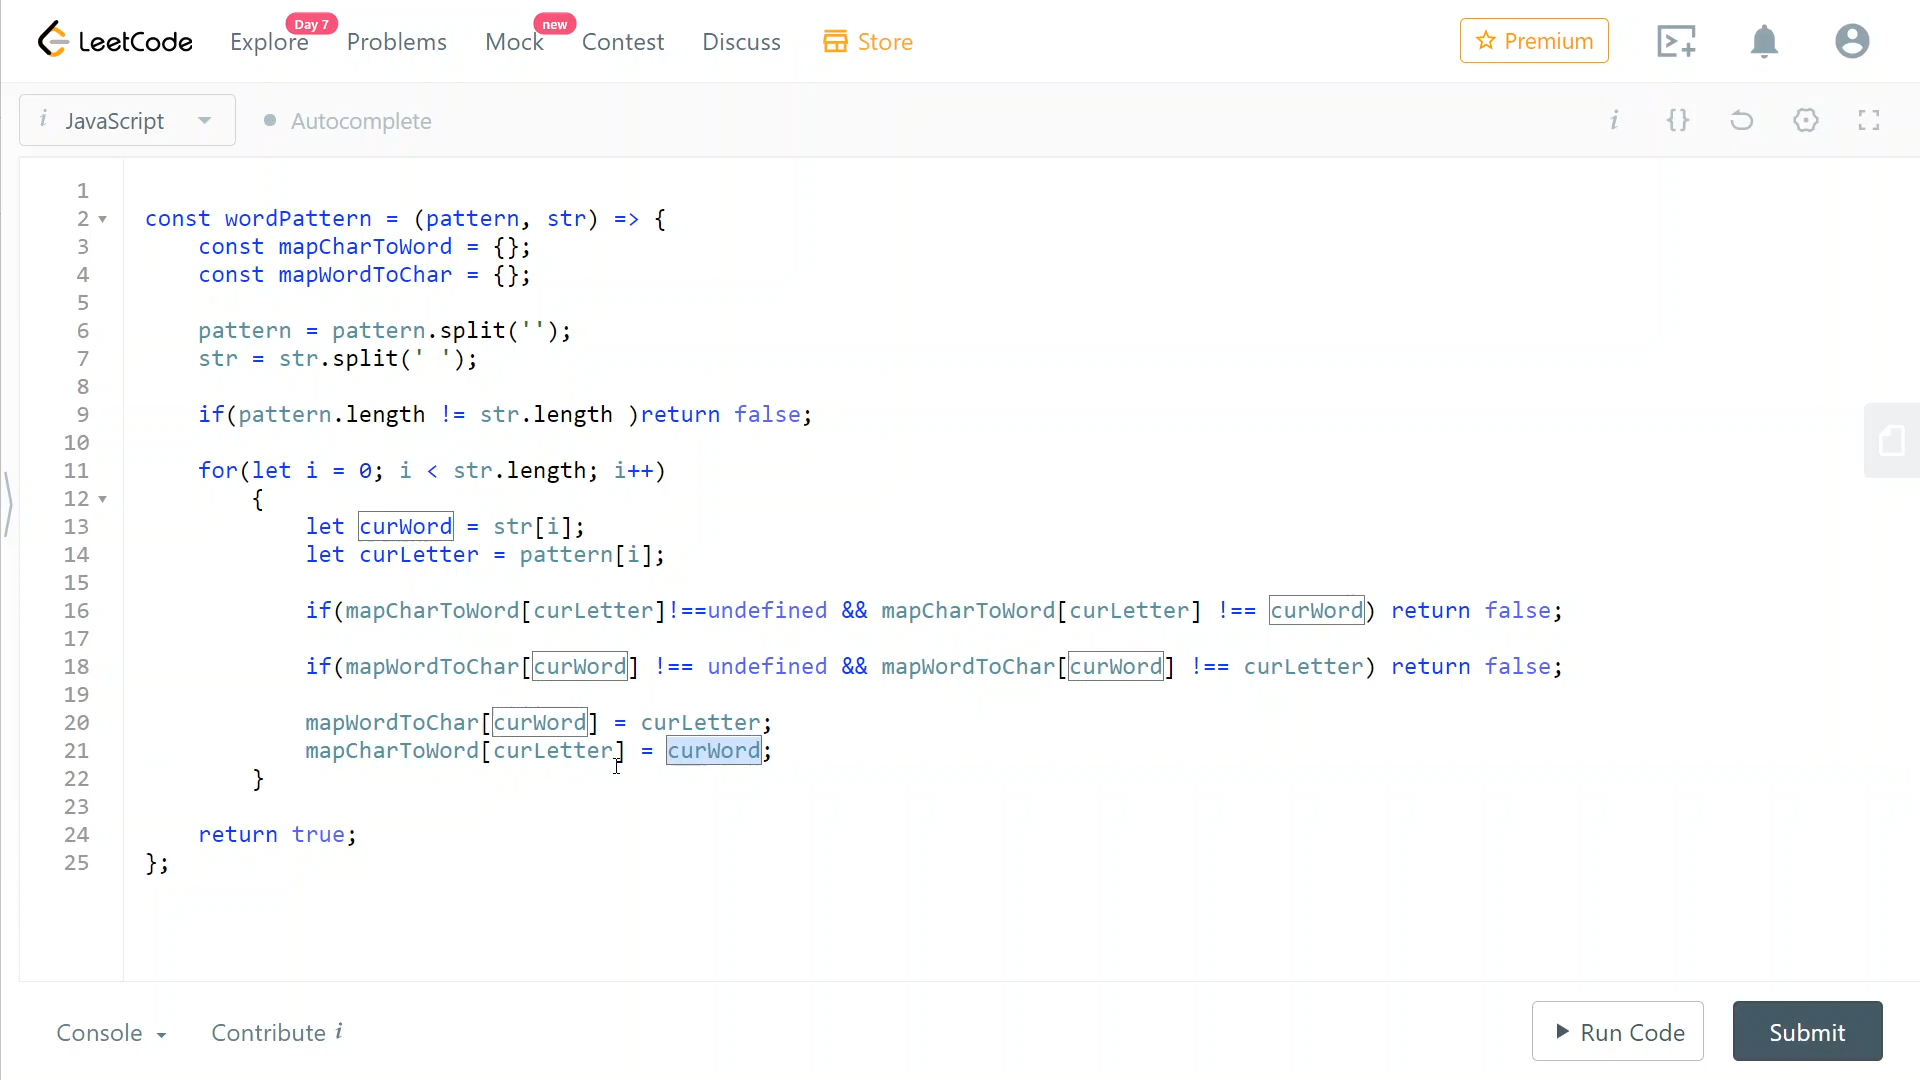 LeetCode Explore Day 7 Problems Mock new Contest Discuss Store Premium
i JavaScript Autocomplete i {}
1
2 const wordPattern = (pattern, str) => {
3 const mapCharToWord = {};
4 const mapWordToChar = {};
5
6 pattern = pattern.split('');
7 str = str.split(' ');
8
9 if(pattern.length != str.length )return false;
10
11 for(let i = 0; i < str.length; i++)
12 {
13 let curWord = str[i];
14 let curLetter = pattern[i];
15
16 if(mapCharToWord[curLetter]!==undefined && mapCharToWord[curLetter] !== curWord) return false;
17
18 if(mapWordToChar[curWord] !== undefined && mapWordToChar[curWord] !== curLetter) return false;
19
20 mapWordToChar[curWord] = curLetter;
21 mapCharToWord[curLetter] = curWord;
22 }
23
24 return true;
25 };
Console Contribute i Run Code Submit